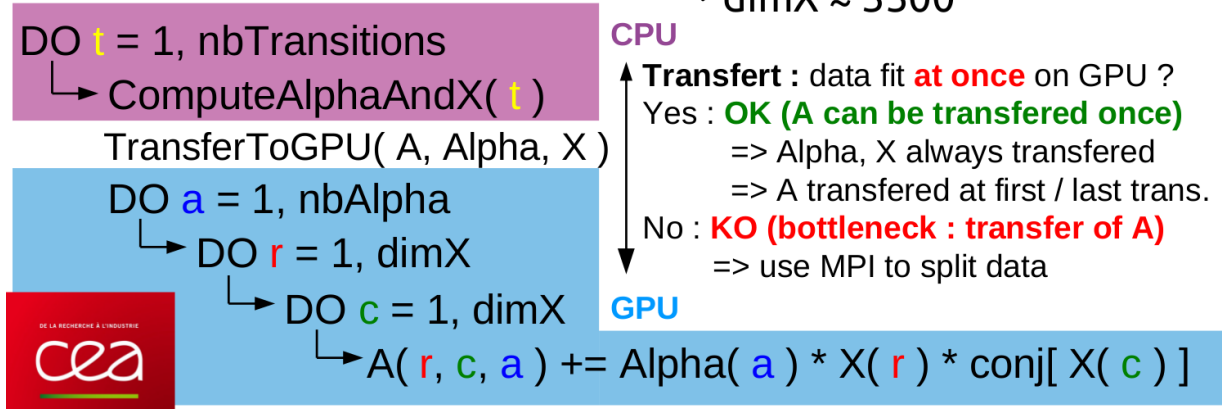 * dimX ~ 3500
DO t = 1, nbTransitions
ComputeAlphaAndX( t )
TransferToGPU( A, Alpha, X )
DO a = 1, nbAlpha
DO r = 1, dimX
DO c = 1, dimX
A( r, c, a ) += Alpha( a ) * X( r ) * conj[ X( c ) ]
CPU
Transfert : data fit at once on GPU ?
Yes : OK (A can be transfered once)
=> Alpha, X always transfered
=> A transfered at first / last trans.
No : KO (bottleneck : transfer of A)
=> use MPI to split data
GPU
DE LA RECHERCHE À L'INDUSTRIE
cea